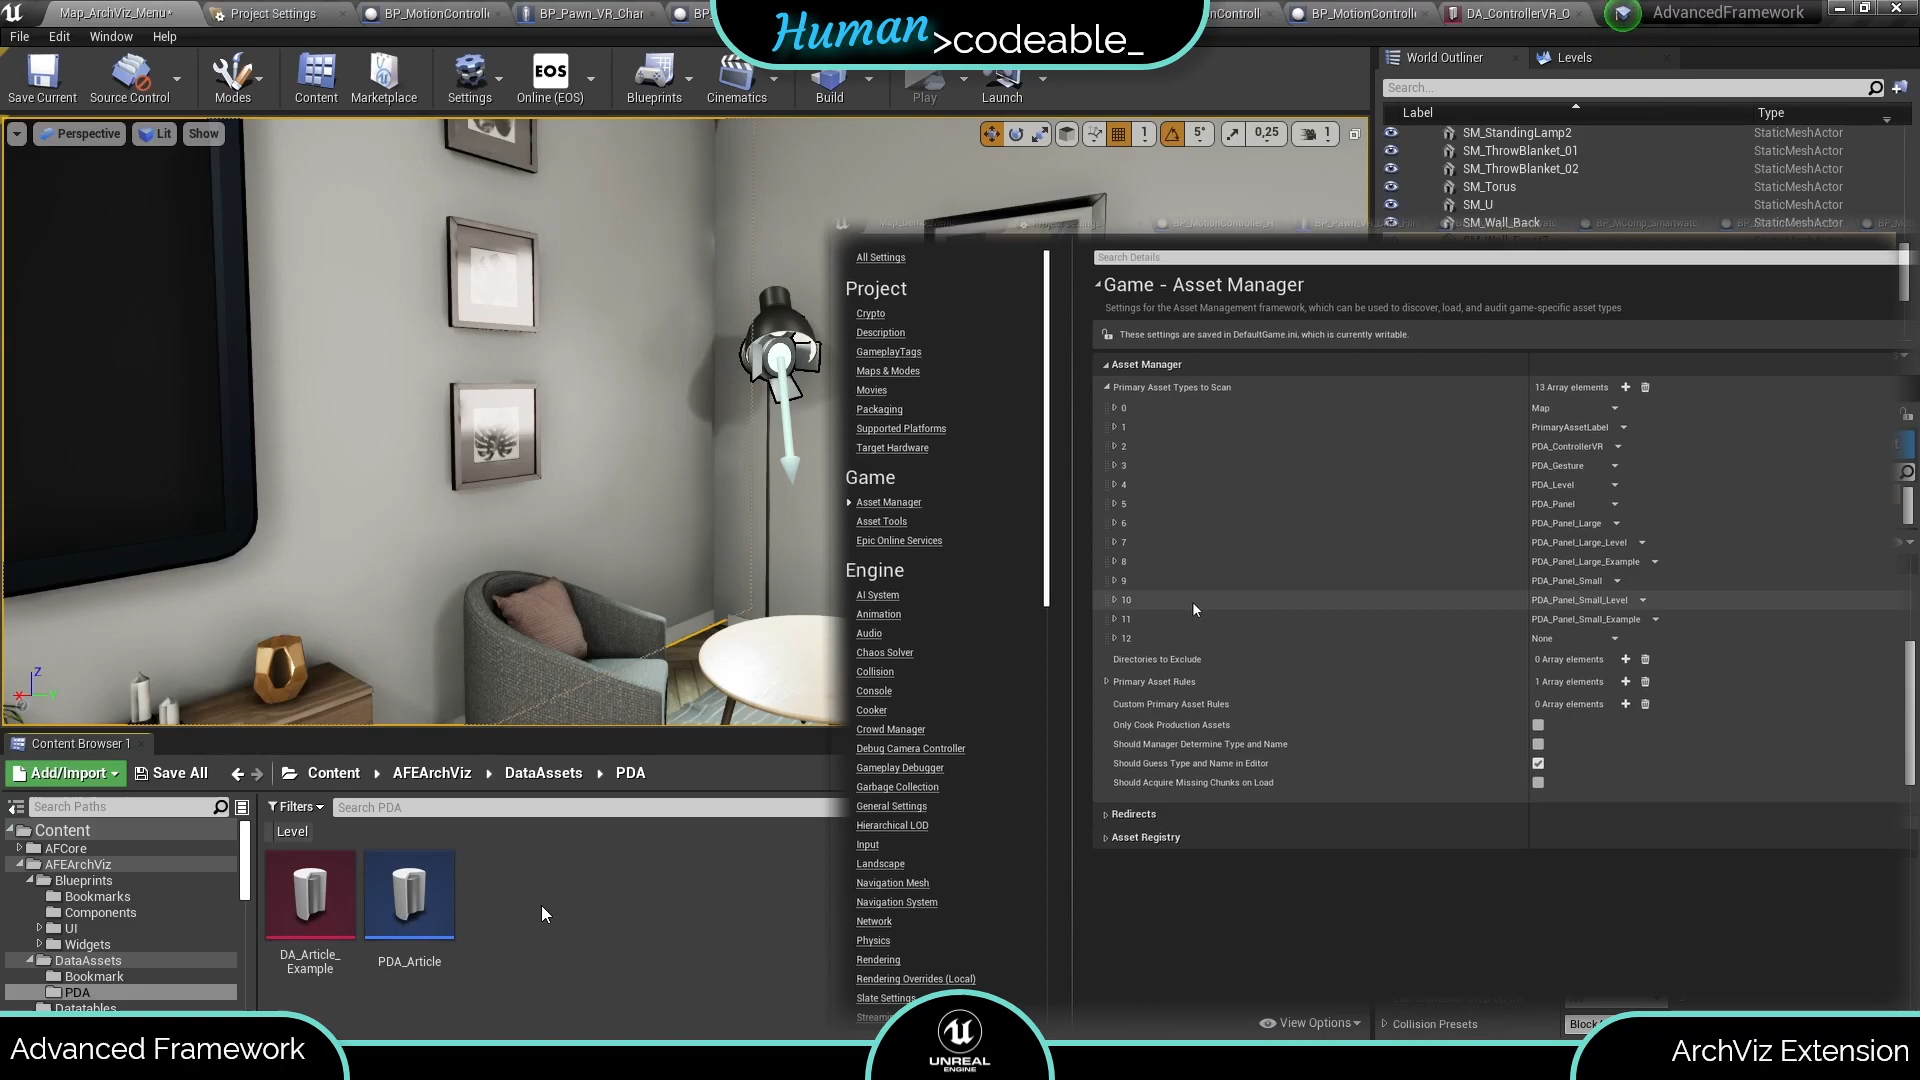 Map_ArchViz_Menu*
Project Settings
BP_MotionControll
BP_Pawn_VR_Char
AdvancedFramework
DA_ControllerVR_O
BP_MotionControll
Human >codeable_
File Edit Window Help
Save Current
Source Control
Modes
Content
Marketplace
Settings
EOS
Online (EOS)
Blueprints
Cinematics
Build
Play
Launch
World Outliner
Levels
Search...
Label
Type
SM_StandingLamp2 StaticMeshActor
SM_ThrowBlanket_01 StaticMeshActor
SM_ThrowBlanket_02 StaticMeshActor
SM_Torus StaticMeshActor
SM_U StaticMeshActor
SM_Wall_Back StaticMeshActor
Perspective Lit Show
1 5° 0,25 1
All Settings
Project
Crypto
Description
GameplayTags
Maps & Modes
Movies
Packaging
Supported Platforms
Target Hardware
Game
Asset Manager
Asset Tools
Epic Online Services
Engine
AI System
Animation
Audio
Chaos Solver
Collision
Console
Cooker
Crowd Manager
Debug Camera Controller
Gameplay Debugger
Garbage Collection
General Settings
Hierarchical LOD
Input
Landscape
Navigation Mesh
Navigation System
Network
Physics
Rendering
Rendering Overrides (Local)
Slate Settings
Search Details
Game - Asset Manager
Settings for the Asset Management framework, which can be used to discover, load, and audit game-specific asset types
These settings are saved in DefaultGame.ini, which is currently writable.
Asset Manager
Primary Asset Types to Scan 13 Array elements
0 Map
1 PrimaryAssetLabel
2 PDA_ControllerVR
3 PDA_Gesture
4 PDA_Level
5 PDA_Panel
6 PDA_Panel_Large
7 PDA_Panel_Large_Level
8 PDA_Panel_Large_Example
9 PDA_Panel_Small
10 PDA_Panel_Small_Level
11 PDA_Panel_Small_Example
12 None
Directories to Exclude 0 Array elements
Primary Asset Rules 1 Array elements
Custom Primary Asset Rules 0 Array elements
Only Cook Production Assets
Should Manager Determine Type and Name
Should Guess Type and Name in Editor
Should Acquire Missing Chunks on Load
Redirects
Asset Registry
Z
X
Y
Content Browser 1
Add/Import Save All Content AFEArchViz DataAssets PDA
Search Paths
Filters
Search PDA
Level
Content
AFCore
AFEArchViz
Blueprints
Bookmarks
Components
UI
Widgets
DataAssets
Bookmark
PDA
Datatables
DA_Article_
Example
PDA_Article
View Options
Collision Presets
Advanced Framework
UNREAL
ENGINE
ArchViz Extension